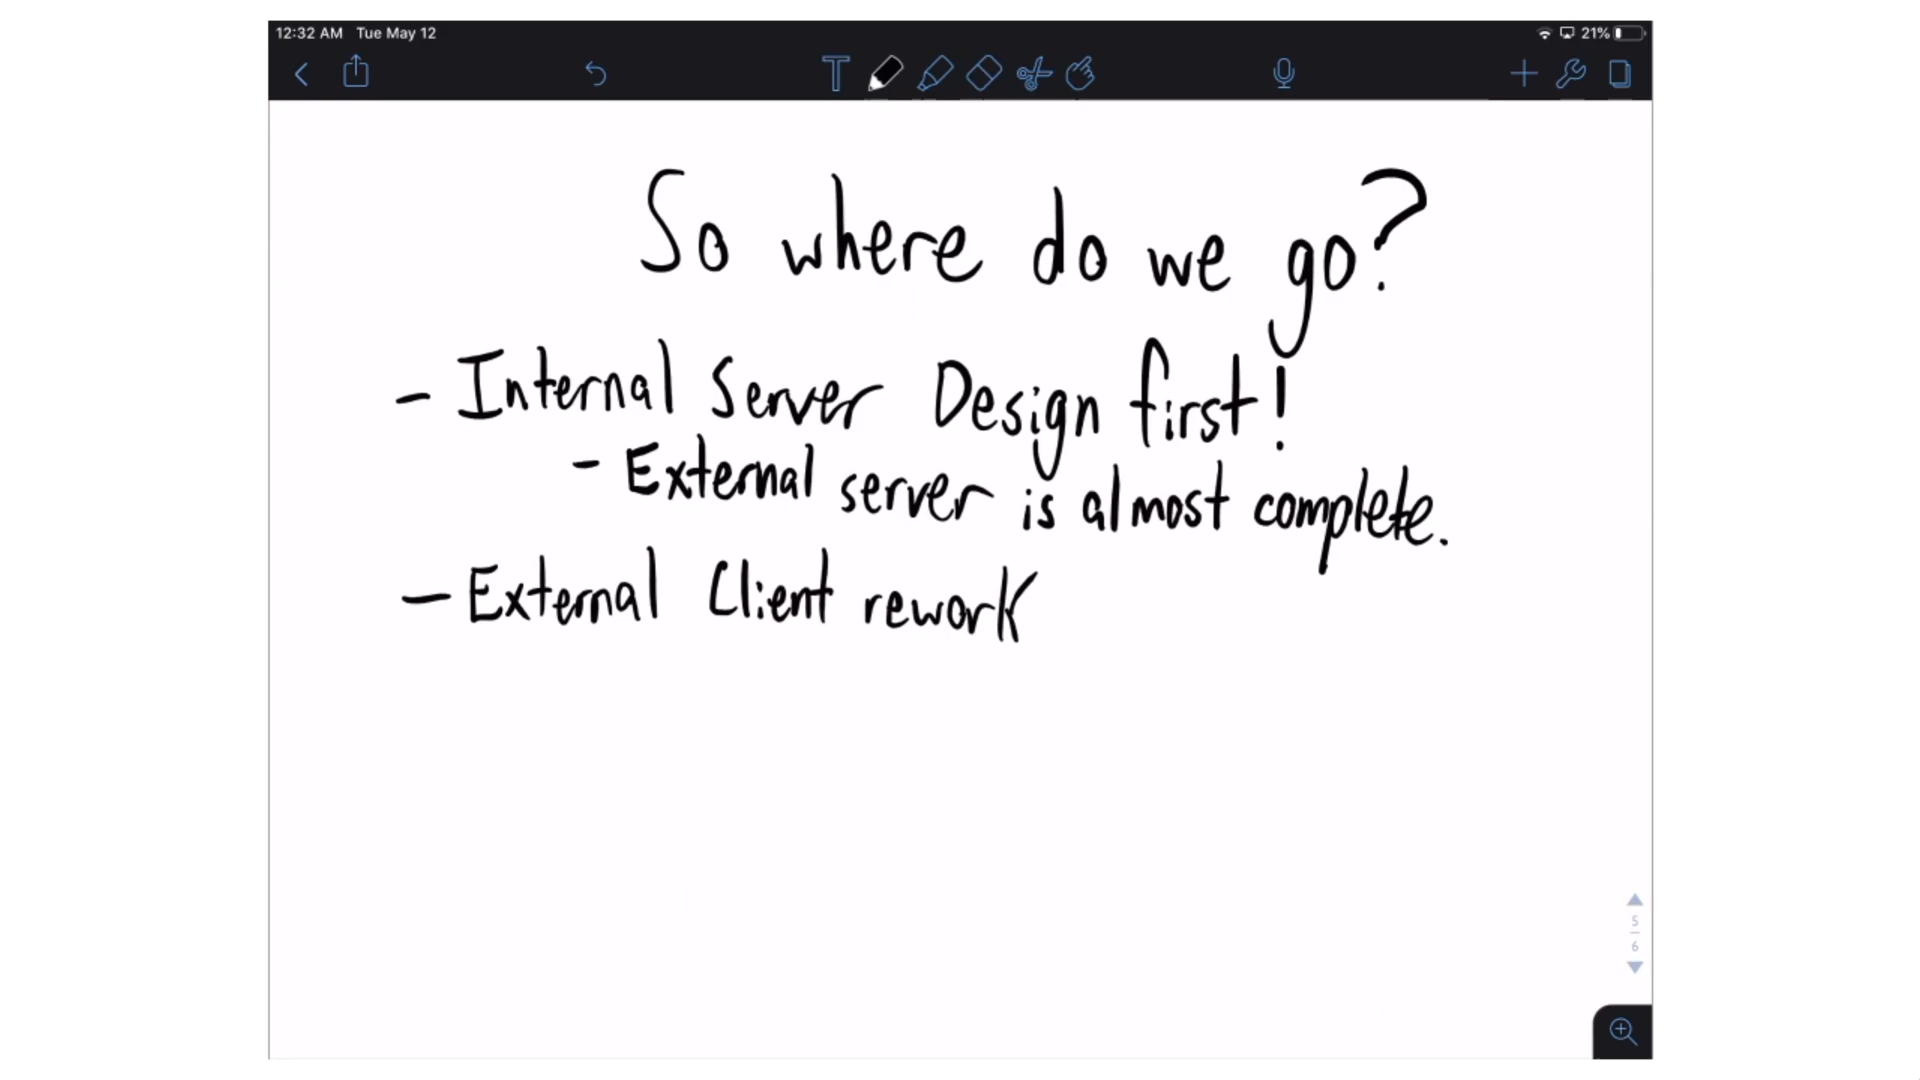 12:32 AM Tue May 12
21%
T
So where do we go?
- Internal Server Design first!
- External server is almost complete.
- External Client rework
5
6